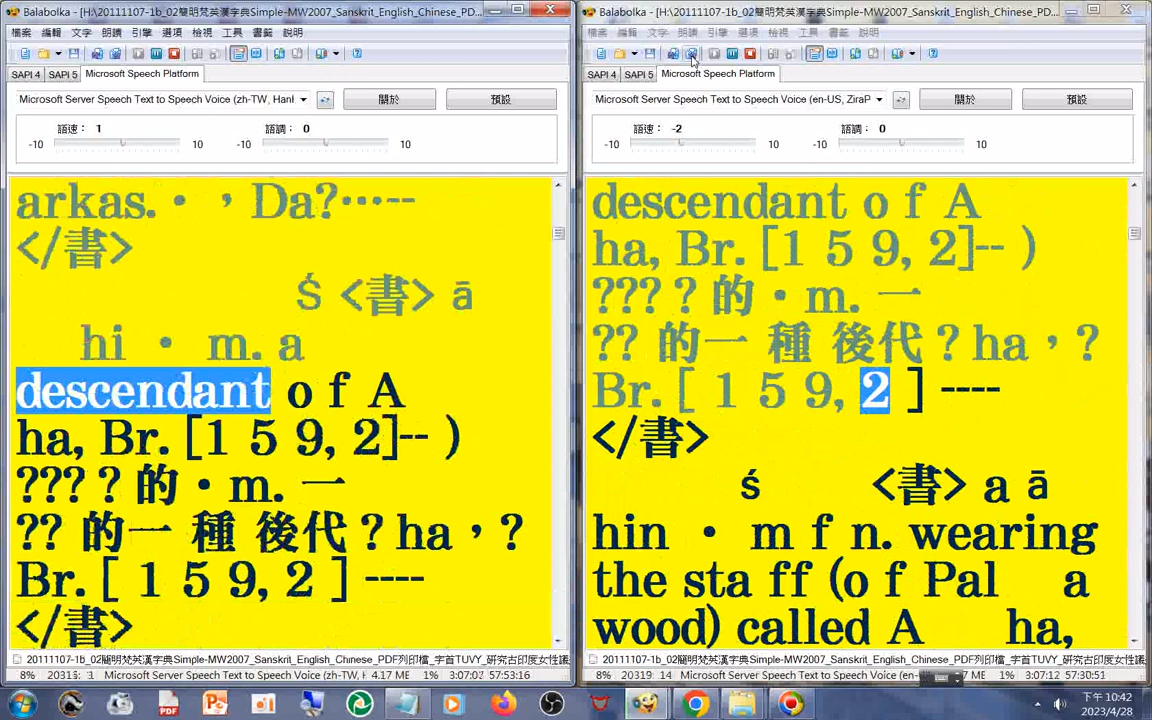 Balabolka - [H:\20111107-1b_02簡明梵英漢字典Simple-MW2007_Sanskrit_English_Chinese_PD...
檔案 編輯 文字 朗讀 引擎 選項 檢視 工具 書籤 說明
SAPI 4 SAPI 5 Microsoft Speech Platform
Microsoft Server Speech Text to Speech Voice (zh-TW, Hanl
關於 預設
語速： 1 語調： 0
-10 10 -10 10
arkas.· ，Da?…--
</書>
Ś <書> ā
hi · m. a
descendant o f A
ha, Br. [1 5 9, 2]-- )
??? ? 的·m. 一
?? 的一 種 後代？ha，？
Br. [ 1 5 9, 2 ] ----
</書>
20111107-1b_02簡明梵英漢字典Simple-MW2007_Sanskrit_English_Chinese_PDF列印檔_字首TUVY_研究古印度女性議
8% Microsoft Server Speech Text to Speech Voice (zh-TW, 4.17 ME 1% 57:53:16
Balabolka - [H:\20111107-1b_02簡明梵英漢字典Simple-MW2007_Sanskrit_English_Chinese_PD...
檔案 編輯 文字 朗讀 引擎 選項 檢視 工具 書籤 說明
SAPI 4 SAPI 5 Microsoft Speech Platform
Microsoft Server Speech Text to Speech Voice (en-US, ZiraP
關於 預設
語速： -2 語調： 0
-10 10 -10 10
descendant o f A
ha, Br. [1 5 9, 2]-- )
??? ? 的·m. 一
?? 的一 種 後代？ha，？
Br. [ 1 5 9, 2 ] ----
</書>
ś <書> a ā
hin · m f n. wearing
the sta ff (o f Pal a
wood) called A ha,
20111107-1b_02簡明梵英漢字典Simple-MW2007_Sanskrit_English_Chinese_PDF列印檔_字首TUVY_研究古印度女性議
8% 20319: 14 Microsoft Server Speech Text to Speech Voice 4.17 ME 1% 3:07:12 57:30:51
下午 10:42
2023/4/28